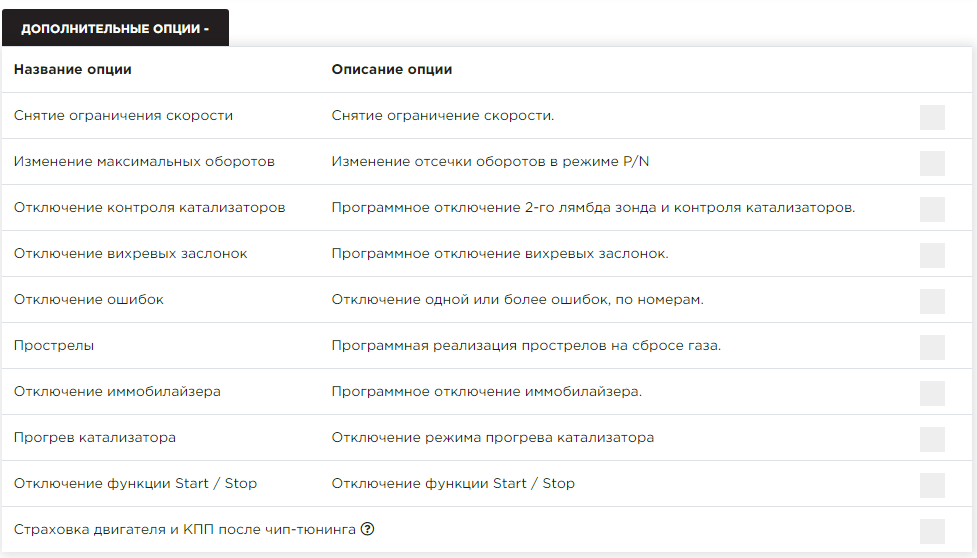 ДОПОЛНИТЕЛЬНЫЕ ОПЦИИ -
Название опции Описание опции
Снятие ограничения скорости Снятие ограничение скорости.
Изменение максимальных оборотов Изменение отсечки оборотов в режиме P/N
Отключение контроля катализаторов Программное отключение 2-го лямбда зонда и контроля катализаторов.
Отключение вихревых заслонок Программное отключение вихревых заслонок.
Отключение ошибок Отключение одной или более ошибок, по номерам.
Прострелы Программная реализация прострелов на сбросе газа.
Отключение иммобилайзера Программное отключение иммобилайзера.
Прогрев катализатора Отключение режима прогрева катализатора
Отключение функции Start / Stop Отключение функции Start / Stop
Страховка двигателя и КПП после чип-тюнинга ?